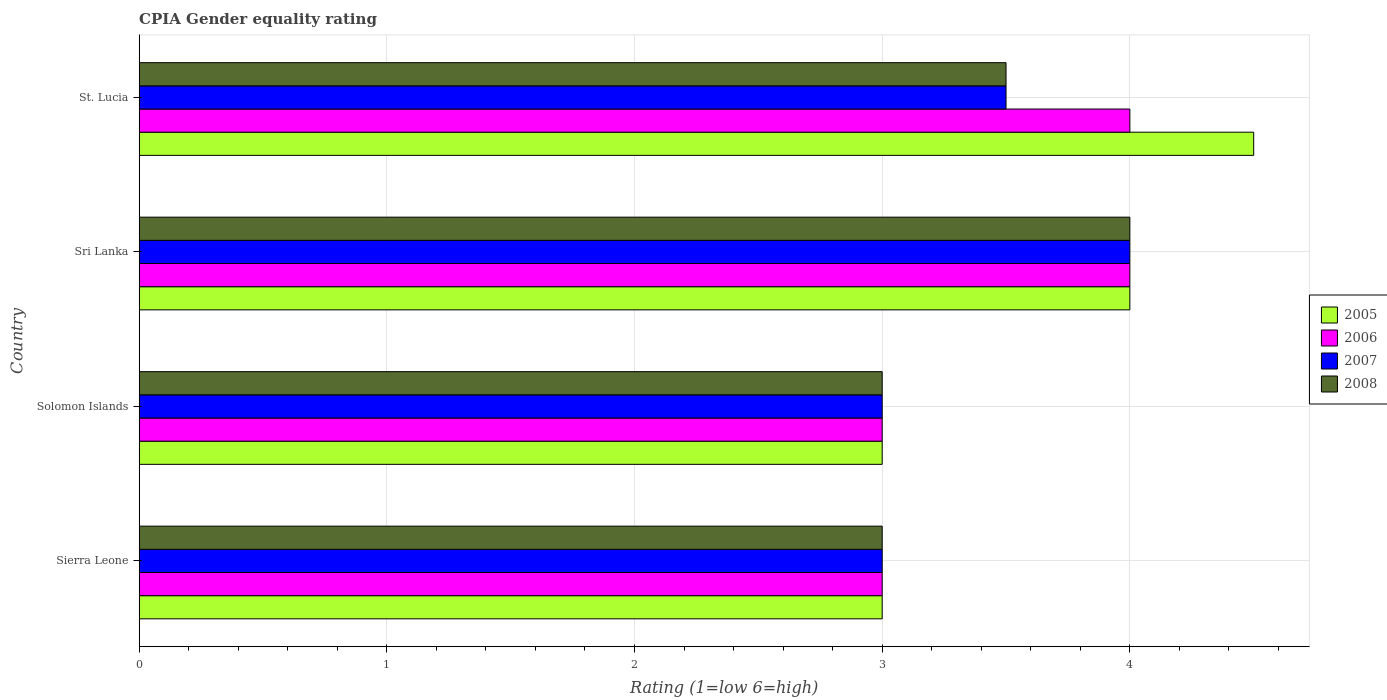 CPIA Gender equality rating
St. Lucia
Sri Lanka
Solomon Islands
Sierra Leone
Country
0
1
2
3
4
Rating (1=low 6=high)
2005
2006
2007
2008